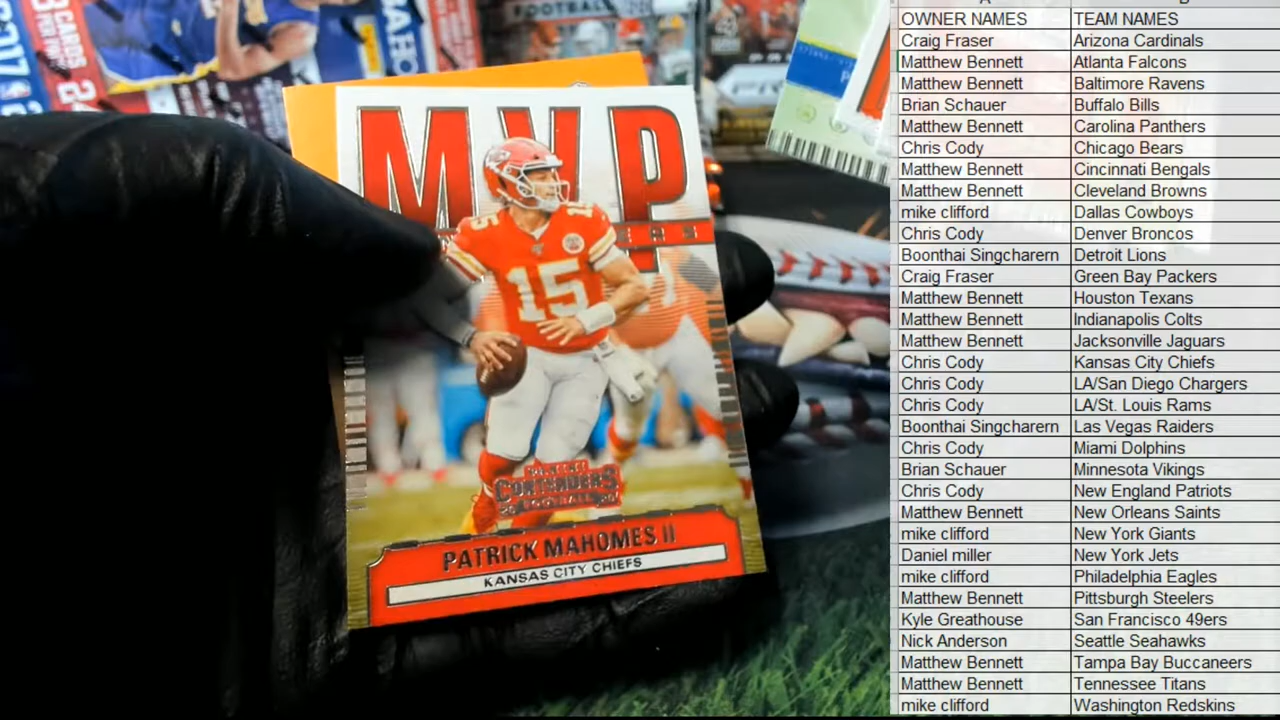 FOOTBALL
MVP
ERS
15
15
CONTENDERS
PATRICK MAHOMES II
KANSAS CITY CHIEFS
OWNER NAMES TEAM NAMES
Craig Fraser Arizona Cardinals
Matthew Bennett Atlanta Falcons
Matthew Bennett Baltimore Ravens
Brian Schauer Buffalo Bills
Matthew Bennett Carolina Panthers
Chris Cody Chicago Bears
Matthew Bennett Cincinnati Bengals
Matthew Bennett Cleveland Browns
mike clifford Dallas Cowboys
Chris Cody Denver Broncos
Boonthai Singcharern Detroit Lions
Craig Fraser Green Bay Packers
Matthew Bennett Houston Texans
Matthew Bennett Indianapolis Colts
Matthew Bennett Jacksonville Jaguars
Chris Cody Kansas City Chiefs
Chris Cody LA/San Diego Chargers
Chris Cody LA/St. Louis Rams
Boonthai Singcharern Las Vegas Raiders
Chris Cody Miami Dolphins
Brian Schauer Minnesota Vikings
Chris Cody New England Patriots
Matthew Bennett New Orleans Saints
mike clifford New York Giants
Daniel miller New York Jets
mike clifford Philadelphia Eagles
Matthew Bennett Pittsburgh Steelers
Kyle Greathouse San Francisco 49ers
Nick Anderson Seattle Seahawks
Matthew Bennett Tampa Bay Buccaneers
Matthew Bennett Tennessee Titans
mike clifford Washington Redskins